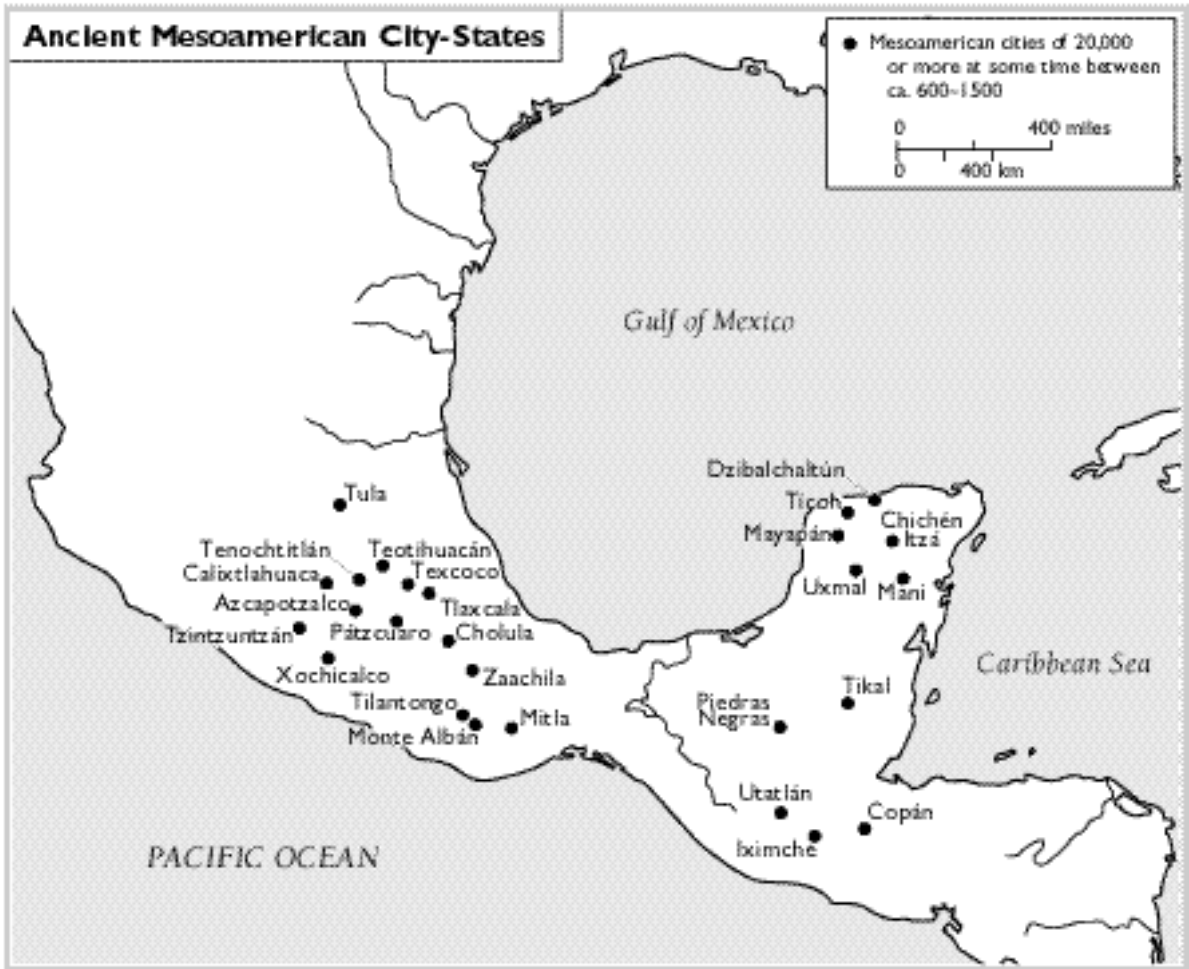 Ancient Mesoamerican City-States
Mesoamerican cities of 20,000
or more at some time between
ca. 600–1500
0 400 miles
0 400 km
Gulf of Mexico
Dzibalchaltún
Ticoh
Mayapán
Chichén
Itzá
Uxmal
Mani
Tula
Tenochtitlán
Teotihuacán
Calixtlahuaca
Texcoco
Azcapotzalco
Tlaxcala
Tzintzuntzán
Pátzcuaro
Cholula
Xochicalco
Zaachila
Tilantongo
Monte Albán
Mitla
Caribbean Sea
Piedras
Negras
Tikal
Utatlán
Copán
Iximché
PACIFIC OCEAN